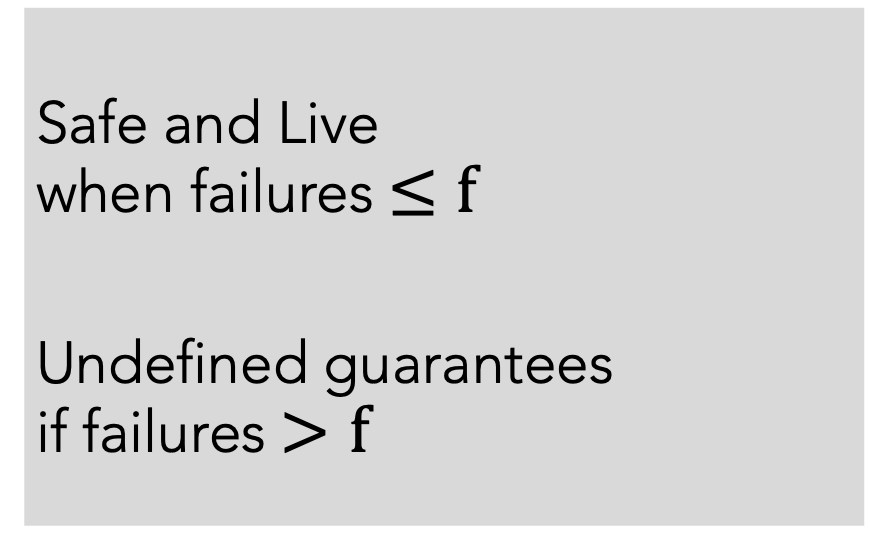 Safe and Live
when failures ≤ f
Undefined guarantees
if failures > f